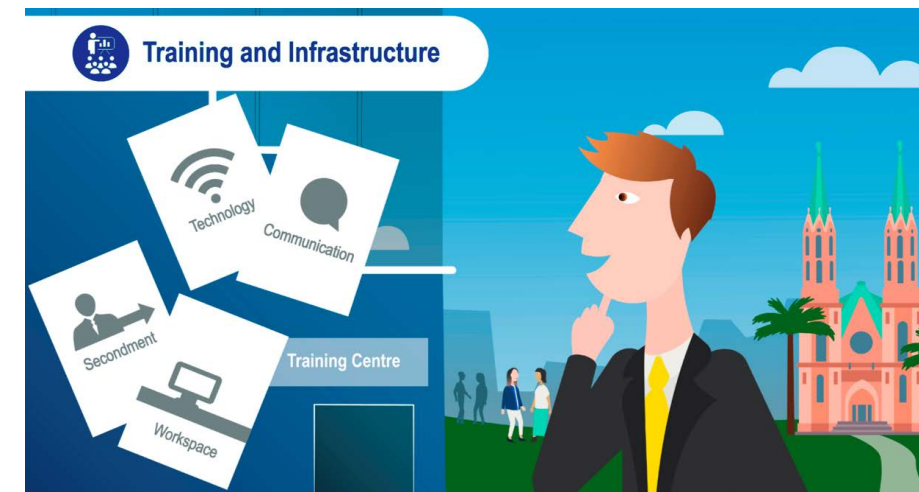 Training and Infrastructure
Technology
Communication
Secondment
Workspace
Training Centre